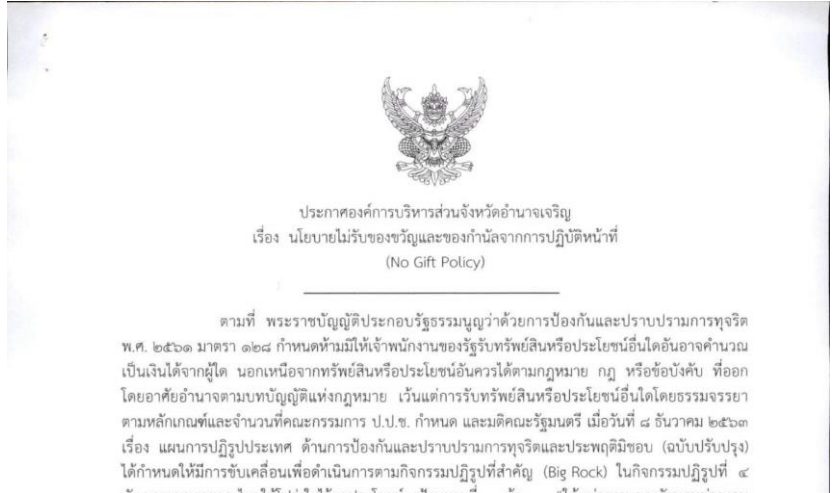 ประกาศองค์การบริหารส่วนจังหวัดอำนาจเจริญ
เรื่อง นโยบายไม่รับของขวัญและของกำนัลจากการปฏิบัติหน้าที่
(No Gift Policy)
ตามที่ พระราชบัญญัติประกอบรัฐธรรมนูญว่าด้วยการป้องกันและปราบปรามการทุจริต
พ.ศ. ๒๕๖๑ มาตรา ๑๒๘ กำหนดห้ามมิให้เจ้าพนักงานของรัฐรับทรัพย์สินหรือประโยชน์อื่นใดอันอาจคำนวณ
เป็นเงินได้จากผู้ใด นอกเหนือจากทรัพย์สินหรือประโยชน์อันควรได้ตามกฎหมาย กฎ หรือข้อบังคับ ที่ออก
โดยอาศัยอำนาจตามบทบัญญัติแห่งกฎหมาย เว้นแต่การรับทรัพย์สินหรือประโยชน์อื่นใดโดยธรรมจรรยา
ตามหลักเกณฑ์และจำนวนที่คณะกรรมการ ป.ป.ช. กำหนด และมติคณะรัฐมนตรี เมื่อวันที่ ๘ ธันวาคม ๒๕๖๓
เรื่อง แผนการปฏิรูปประเทศ ด้านการป้องกันและปราบปรามการทุจริตและประพฤติมิชอบ (ฉบับปรับปรุง)
ได้กำหนดให้มีการขับเคลื่อนเพื่อดำเนินการตามกิจกรรมปฏิรูปที่สำคัญ (Big Rock) ในกิจกรรมปฏิรูปที่ ๔